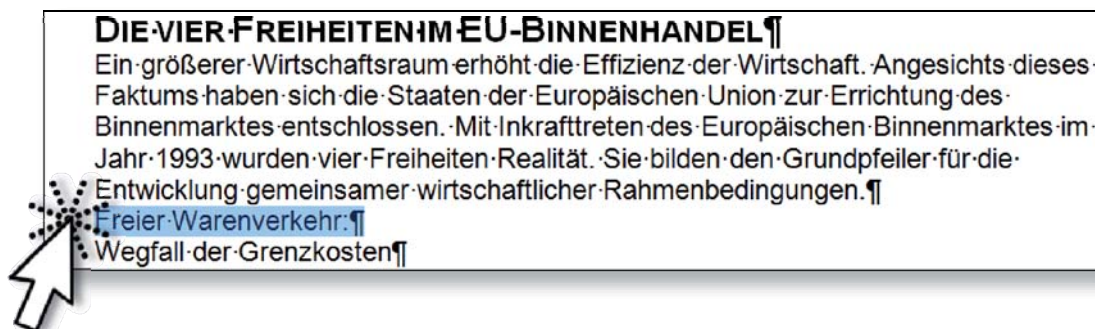 DIE VIER FREIHEITEN IM EU-BINNENHANDEL¶
Ein größerer Wirtschaftsraum erhöht die Effizienz der Wirtschaft. Angesichts dieses
Faktums haben sich die Staaten der Europäischen Union zur Errichtung des
Binnenmarktes entschlossen. Mit Inkrafttreten des Europäischen Binnenmarktes im
Jahr 1993 wurden vier Freiheiten Realität. Sie bilden den Grundpfeiler für die
Entwicklung gemeinsamer wirtschaftlicher Rahmenbedingungen.¶
Freier Warenverkehr:¶
Wegfall der Grenzkosten¶